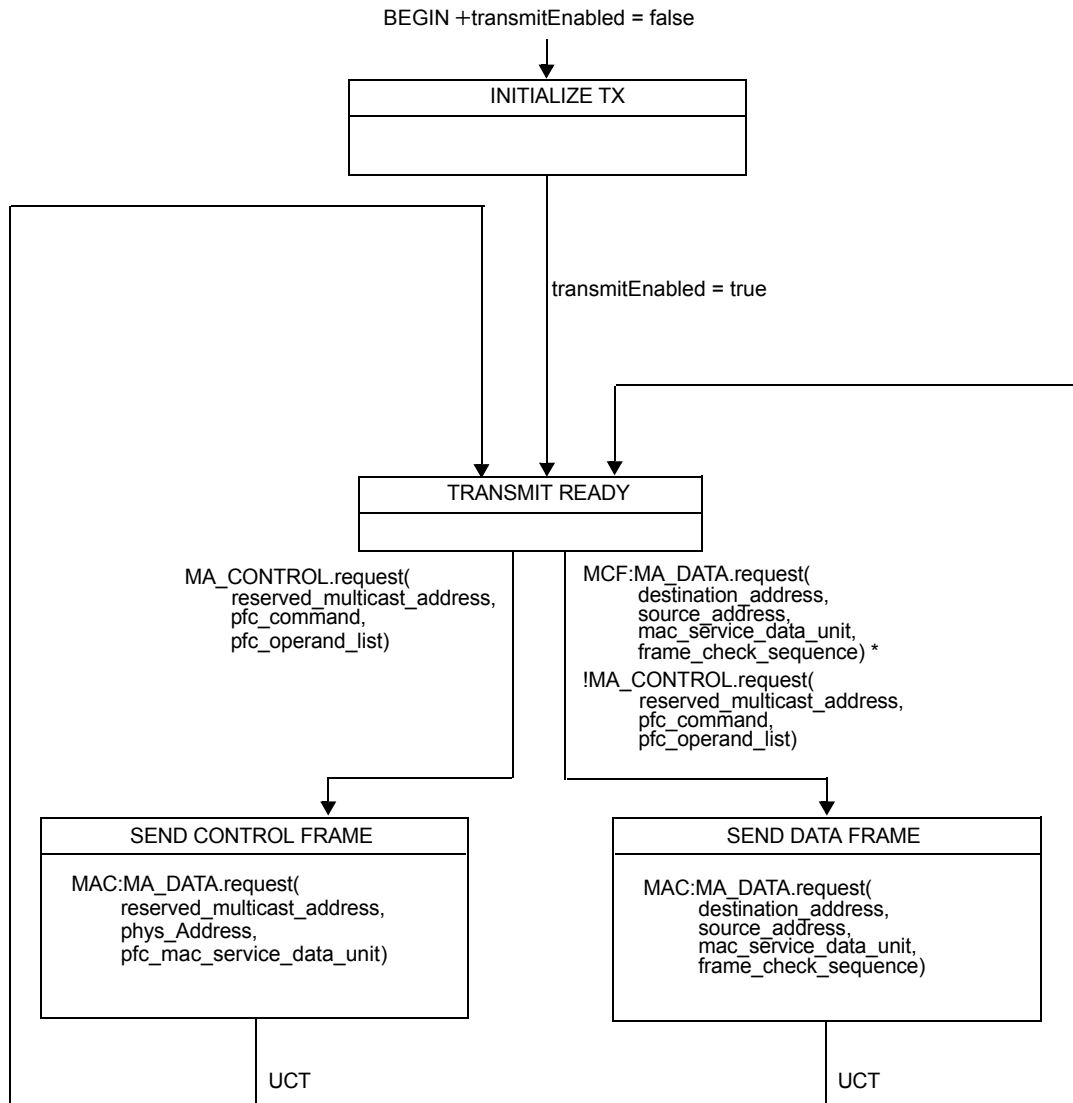 BEGIN +transmitEnabled = false
INITIALIZE TX
transmitEnabled = true
TRANSMIT READY
MA_CONTROL.request(
reserved_multicast_address,
pfc_command,
pfc_operand_list)
MCF:MA_DATA.request(
destination_address,
source_address,
mac_service_data_unit,
frame_check_sequence) *
!MA_CONTROL.request(
reserved_multicast_address,
pfc_command,
pfc_operand_list)
SEND CONTROL FRAME
MAC:MA_DATA.request(
reserved_multicast_address,
phys_Address,
pfc_mac_service_data_unit)
UCT
SEND DATA FRAME
MAC:MA_DATA.request(
destination_address,
source_address,
mac_service_data_unit,
frame_check_sequence)
UCT